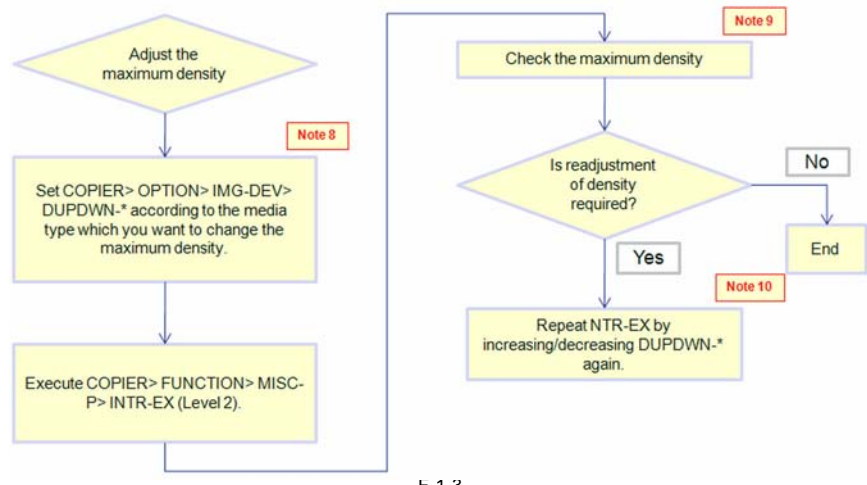 Adjust the
maximum density
Note 8
Set COPIER> OPTION> IMG-DEV>
DUPDWN-* according to the media
type which you want to change the
maximum density.
Execute COPIER> FUNCTION> MISC-
P> INTR-EX (Level 2).
Note 9
Check the maximum density
Is readjustment
of density
required?
No
End
Yes
Note 10
Repeat NTR-EX by
increasing/decreasing DUPDWN-*
again.